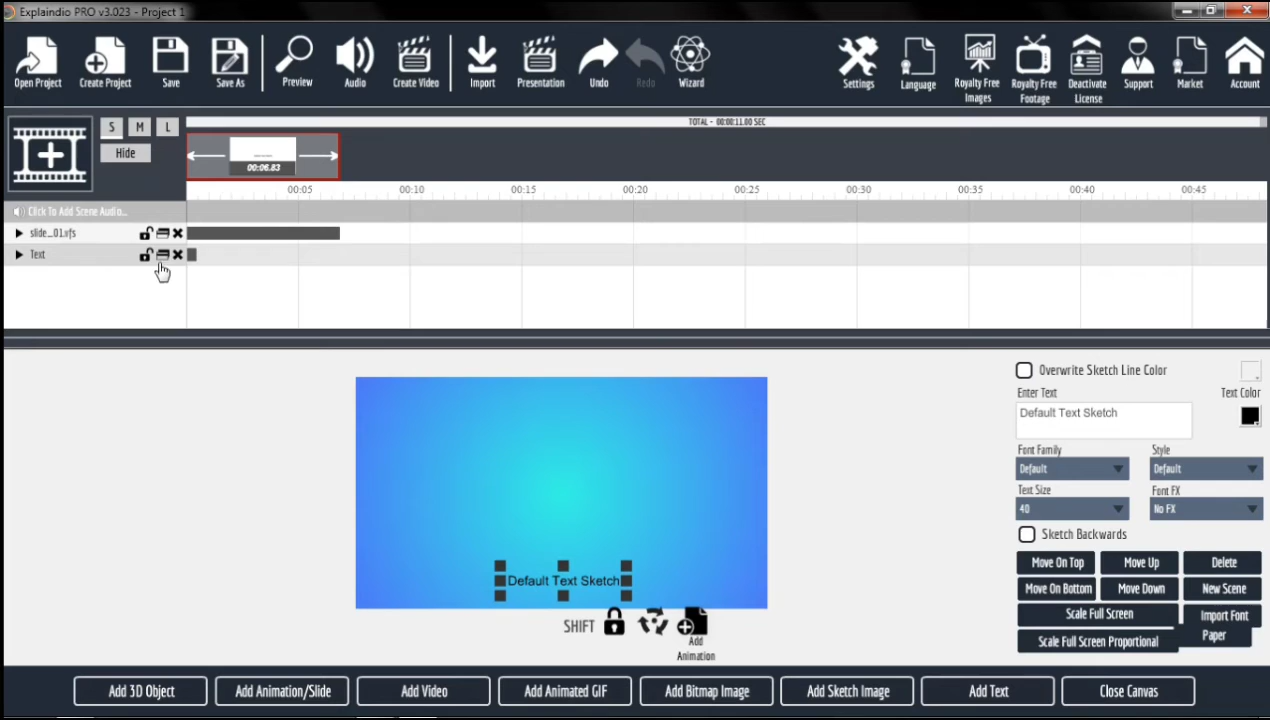 Explaindio PRO v3.023 - Project 1
Open Project
Create Project
Save
Save As
Preview
Audio
Create Video
Import
Presentation
Undo
Redo
Wizard
Settings
Language
Royalty Free
Images
Royalty Free
Footage
Deactivate
License
Support
Market
Account
S M L
Hide
TOTAL - 00:00:11.00 SEC
00:06.83
00:05 00:10 00:15 00:20 00:25 00:30 00:35 00:40 00:45
Click To Add Scene Audio...
slide_01.vfs
Text
Default Text Sketch
SHIFT
Add
Animation
Overwrite Sketch Line Color
Enter Text
Text Color
Default Text Sketch
Font Family
Style
Default
Default
Text Size
Font FX
40
No FX
Sketch Backwards
Move On Top
Move Up
Delete
Move On Bottom
Move Down
New Scene
Scale Full Screen
Import Font
Scale Full Screen Proportional
Paper
Add 3D Object
Add Animation/Slide
Add Video
Add Animated GIF
Add Bitmap Image
Add Sketch Image
Add Text
Close Canvas